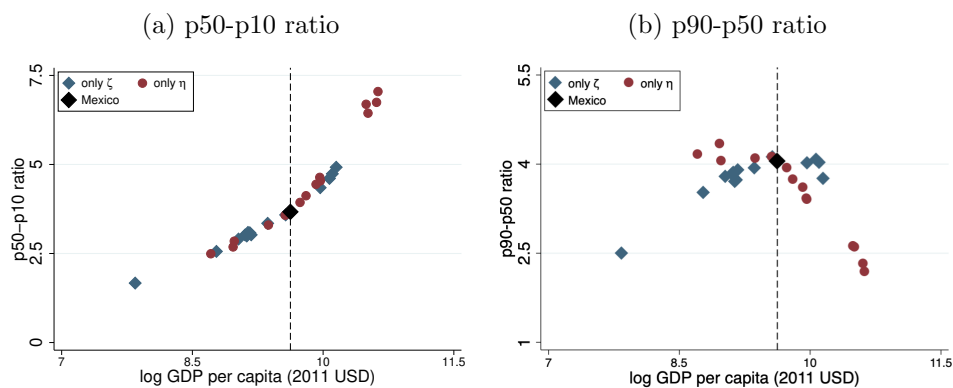 (a) p50-p10 ratio
(b) p90-p50 ratio
only ζ
only η
Mexico
7.5
5
2.5
0
p50-p10 ratio
7
8.5
10
11.5
log GDP per capita (2011 USD)
only ζ
only η
Mexico
5.5
4
2.5
1
p90-p50 ratio
7
8.5
10
11.5
log GDP per capita (2011 USD)